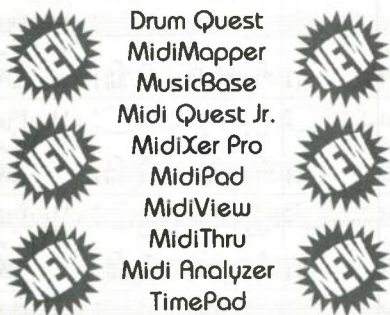 Drum Quest
NEW NEW
MidiMapper
MusicBase
Midi Quest Jr.
NEW NEW
MidiXer Pro
MidiPad
MidiView
MidiThru
NEW NEW
Midi Analyzer
TimePad